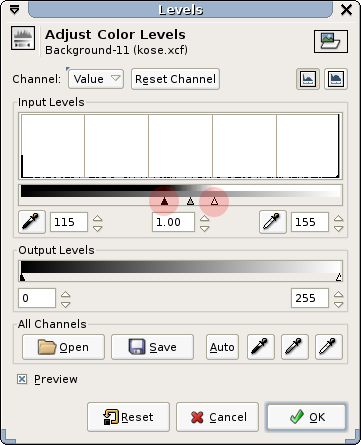 Levels
Adjust Color Levels
Background-11 (kose.xcf)
Channel: Value Reset Channel
Input Levels
115 1.00 155
Output Levels
0 255
All Channels
Open Save Auto
Preview
Reset Cancel OK